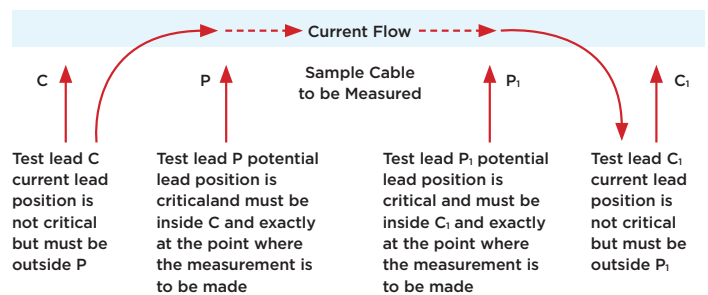 Current Flow
C
P
Sample Cable
to be Measured
P₁
C₁
Test lead C
current lead
position is
not critical
but must be
outside P
Test lead P potential
lead position is
criticaland must be
inside C and exactly
at the point where
the measurement is
to be made
Test lead P₁ potential
lead position is
critical and must be
inside C₁ and exactly
at the point where
the measurement is
to be made
Test lead C₁
current lead
position is
not critical
but must be
outside P₁